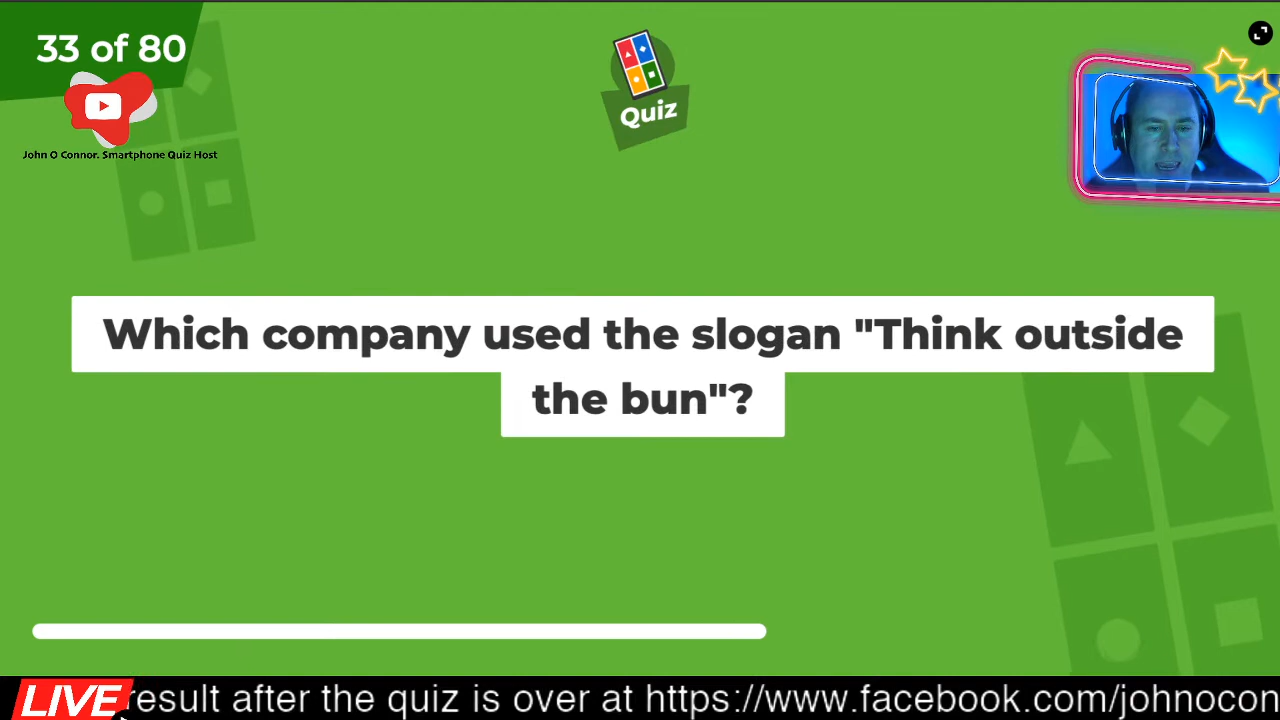 33 of 80
Quiz
John O Connor. Smartphone Quiz Host
Which company used the slogan "Think outside
the bun"?
LIVE result after the quiz is over at https://www.facebook.com/johnocon